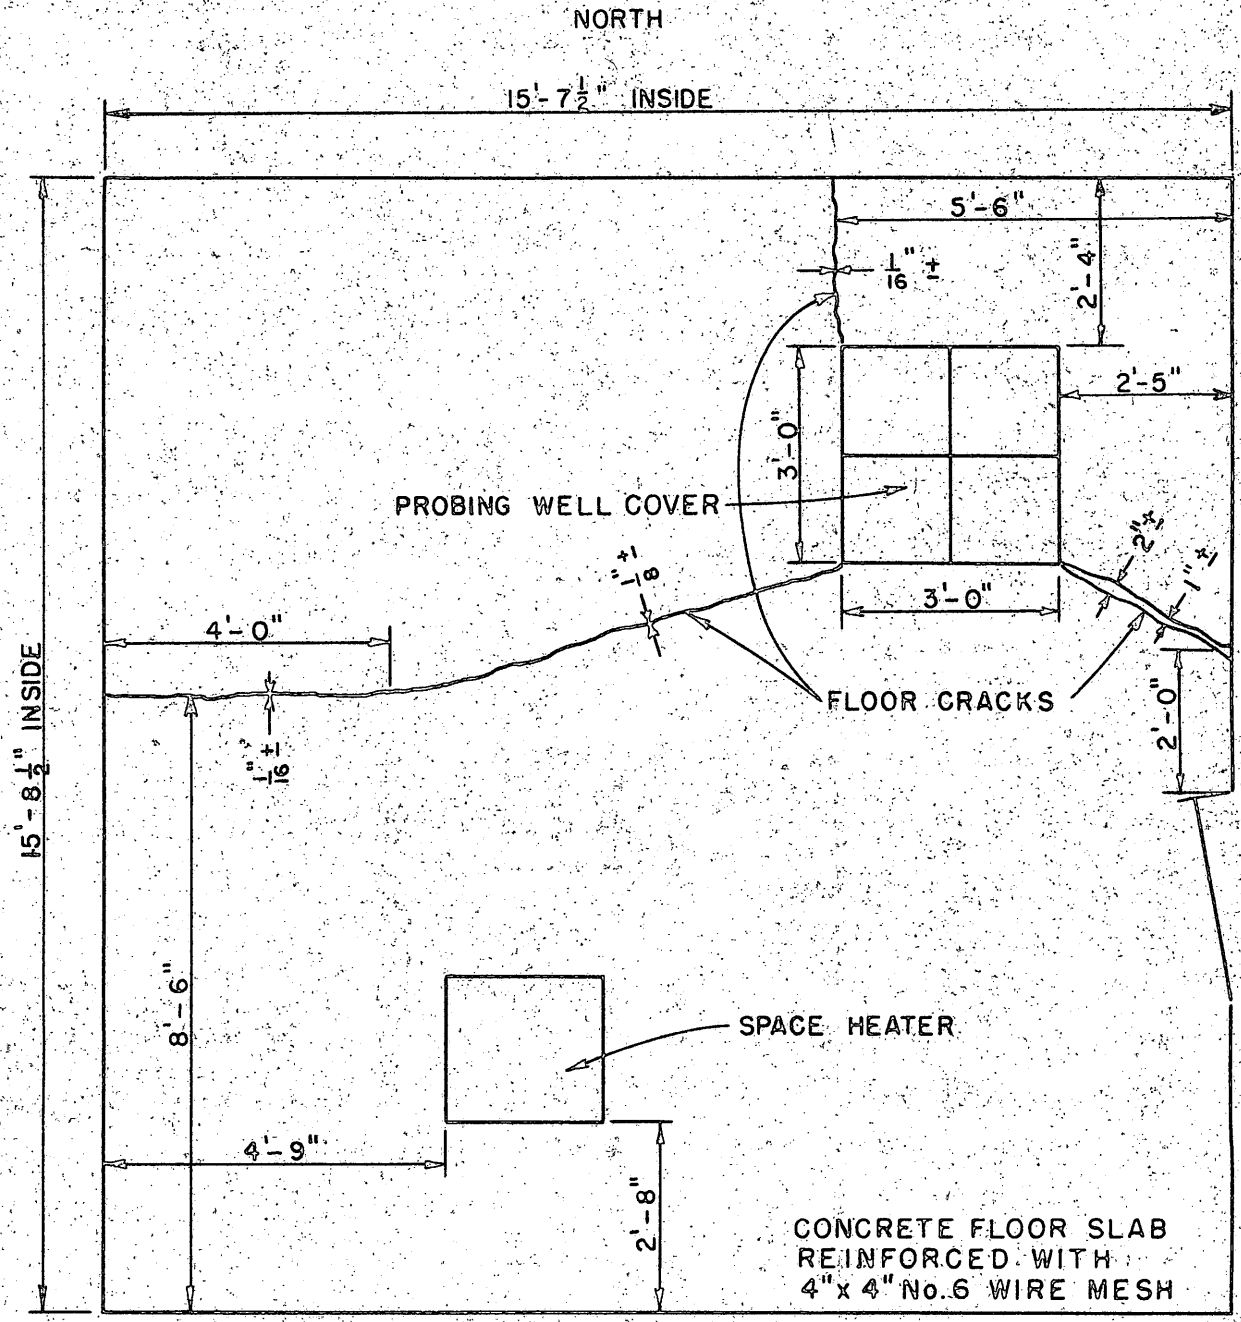 NORTH
15'-7 1/2" INSIDE
5'-6"
1/16" ±
2'-4"
2'-5"
3'-0"
PROBING WELL COVER
2" ±
1" ±
1/8" ±
3'-0"
4'-0"
FLOOR CRACKS
2'-0"
1/16" ±
15'-8 1/2" INSIDE
8'-6"
SPACE HEATER
4'-9"
2'-8"
CONCRETE FLOOR SLAB
REINFORCED WITH
4"x 4" No.6 WIRE MESH